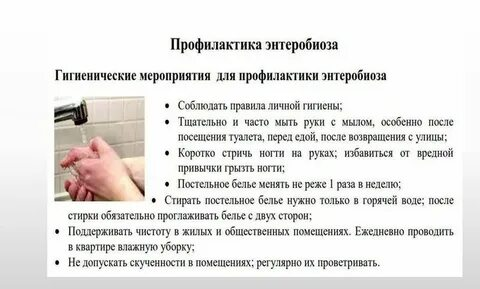 Профилактика энтеробиоза
Гигиенические мероприятия для профилактики энтеробиоза
• Соблюдать правила личной гигиены;
• Тщательно и часто мыть руки с мылом, особенно после
посещения туалета, перед едой, после возвращения с улицы;
• Коротко стричь ногти на руках; избавиться от вредной
привычки грызть ногти;
• Постельное белье менять не реже 1 раза в неделю;
• Стирать постельное белье нужно только в горячей воде; после
стирки обязательно проглаживать белье с двух сторон;
• Поддерживать чистоту в жилых и общественных помещениях. Ежедневно проводить
в квартире влажную уборку;
• Не допускать скученности в помещениях; регулярно их проветривать.